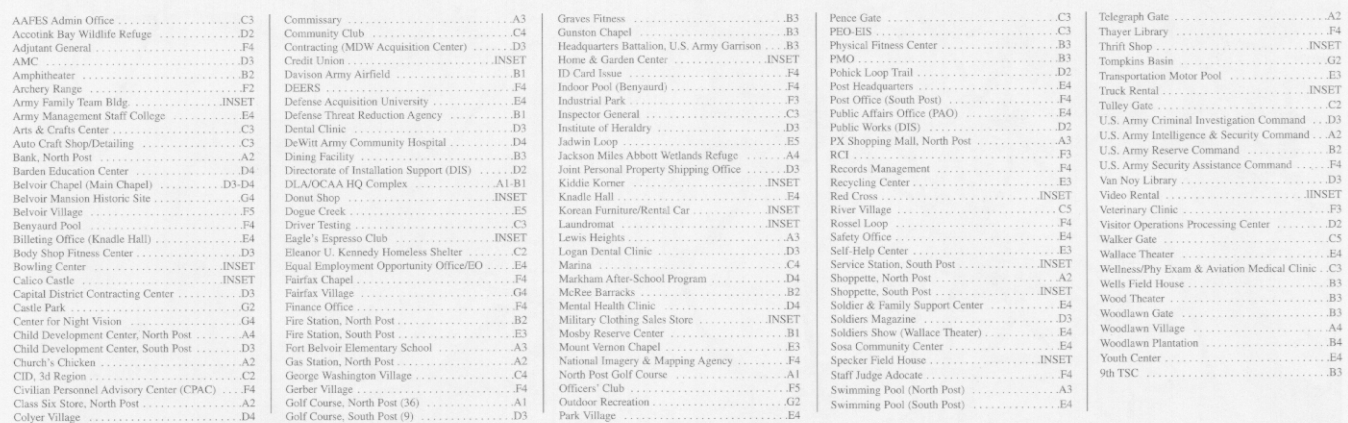 AAFES Admin Office . . . . . . . . . .C3
Accotink Bay Wildlife Refuge . . . . . . . . . .D2
Adjutant General . . . . . . . . . .F4
AMC . . . . . . . . . .D3
Amphitheater . . . . . . . . . .B2
Archery Range . . . . . . . . . .F2
Army Family Team Bldg. . . . . . . . . . .INSET
Army Management Staff College . . . . . . . . . .E4
Arts & Crafts Center . . . . . . . . . .C3
Auto Craft Shop/Detailing . . . . . . . . . .C3
Bank, North Post . . . . . . . . . .A2
Barden Education Center . . . . . . . . . .D4
Belvoir Chapel (Main Chapel) . . . . . . . . . .D3-D4
Belvoir Mansion Historic Site . . . . . . . . . .G4
Belvoir Village . . . . . . . . . .F5
Benyaurd Pool . . . . . . . . . .F4
Billeting Office (Knadle Hall) . . . . . . . . . .E4
Body Shop Fitness Center . . . . . . . . . .D3
Bowling Center . . . . . . . . . .INSET
Calico Castle . . . . . . . . . .INSET
Capital District Contracting Center . . . . . . . . . .D3
Castle Park . . . . . . . . . .G2
Center for Night Vision . . . . . . . . . .G4
Child Development Center, North Post . . . . . . . . . .A4
Child Development Center, South Post . . . . . . . . . .D3
Church's Chicken . . . . . . . . . .A2
CID, 3d Region . . . . . . . . . .C2
Civilian Personnel Advisory Center (CPAC) . . . .F4
Class Six Store, North Post . . . . . . . . . .A2
Colyer Village . . . . . . . . . .D4
Commissary . . . . . . . . . .A3
Community Club . . . . . . . . . .C4
Contracting (MDW Acquisition Center) . . . . . . .D3
Credit Union . . . . . . . . . .INSET
Davison Army Airfield . . . . . . . . . .B1
DEERS . . . . . . . . . .F4
Defense Acquisition University . . . . . . . . . .E4
Defense Threat Reduction Agency . . . . . . . . . .B1
Dental Clinic . . . . . . . . . .D3
DeWitt Army Community Hospital . . . . . . . . . .D4
Dining Facility . . . . . . . . . .B3
Directorate of Installation Support (DIS) . . . . . . .D2
DLA/OCAA HQ Complex . . . . . . . . . .A1-B1
Donut Shop . . . . . . . . . .INSET
Dogue Creek . . . . . . . . . .E5
Driver Testing . . . . . . . . . .C3
Eagle's Espresso Club . . . . . . . . . .INSET
Eleanor U. Kennedy Homeless Shelter . . . . . . . .C2
Equal Employment Opportunity Office/EO . . . . .E4
Fairfax Chapel . . . . . . . . . .F4
Fairfax Village . . . . . . . . . .G4
Finance Office . . . . . . . . . .F4
Fire Station, North Post . . . . . . . . . .B2
Fire Station, South Post . . . . . . . . . .E3
Fort Belvoir Elementary School . . . . . . . . . .A3
Gas Station, North Post . . . . . . . . . .A2
George Washington Village . . . . . . . . . .C4
Gerber Village . . . . . . . . . .F4
Golf Course, North Post (36) . . . . . . . . . .A1
Golf Course, South Post (9) . . . . . . . . . .D3
Graves Fitness . . . . . . . . . .B3
Gunston Chapel . . . . . . . . . .B3
Headquarters Battalion, U.S. Army Garrison . . . .B3
Home & Garden Center . . . . . . . . . .INSET
ID Card Issue . . . . . . . . . .F4
Indoor Pool (Benyaurd) . . . . . . . . . .F4
Industrial Park . . . . . . . . . .F3
Inspector General . . . . . . . . . .C3
Institute of Heraldry . . . . . . . . . .D3
Jadwin Loop . . . . . . . . . .E5
Jackson Miles Abbott Wetlands Refuge . . . . . . . .A4
Joint Personal Property Shipping Office . . . . . . . .D3
Kiddie Korner . . . . . . . . . .INSET
Knadle Hall . . . . . . . . . .E4
Korean Furniture/Rental Car . . . . . . . . . .INSET
Laundromat . . . . . . . . . .INSET
Lewis Heights . . . . . . . . . .A3
Logan Dental Clinic . . . . . . . . . .D3
Marina . . . . . . . . . .C4
Markham After-School Program . . . . . . . . . .D4
McRee Barracks . . . . . . . . . .B2
Mental Health Clinic . . . . . . . . . .D4
Military Clothing Sales Store . . . . . . . . . .INSET
Mosby Reserve Center . . . . . . . . . .B1
Mount Vernon Chapel . . . . . . . . . .E3
National Imagery & Mapping Agency . . . . . . . . .F4
North Post Golf Course . . . . . . . . . .A1
Officers' Club . . . . . . . . . .F5
Outdoor Recreation . . . . . . . . . .G2
Park Village . . . . . . . . . .E4
Pence Gate . . . . . . . . . .C3
PEO-EIS . . . . . . . . . .C3
Physical Fitness Center . . . . . . . . . .B3
PMO . . . . . . . . . .B3
Pohick Loop Trail . . . . . . . . . .D2
Post Headquarters . . . . . . . . . .E4
Post Office (South Post) . . . . . . . . . .F4
Public Affairs Office (PAO) . . . . . . . . . .E4
Public Works (DIS) . . . . . . . . . .D2
PX Shopping Mall, North Post . . . . . . . . . .A3
RCI . . . . . . . . . .F3
Records Management . . . . . . . . . .F4
Recycling Center . . . . . . . . . .E3
Red Cross . . . . . . . . . .INSET
River Village . . . . . . . . . .C5
Rossel Loop . . . . . . . . . .F4
Safety Office . . . . . . . . . .E4
Self-Help Center . . . . . . . . . .E3
Service Station, South Post . . . . . . . . . .INSET
Shoppette, North Post . . . . . . . . . .A2
Shoppette, South Post . . . . . . . . . .INSET
Soldier & Family Support Center . . . . . . . . . .E4
Soldiers Magazine . . . . . . . . . .D3
Soldiers Show (Wallace Theater) . . . . . . . . . .E4
Sosa Community Center . . . . . . . . . .E4
Specker Field House . . . . . . . . . .INSET
Staff Judge Adocate . . . . . . . . . .F4
Swimming Pool (North Post) . . . . . . . . . .A3
Swimming Pool (South Post) . . . . . . . . . .E4
Telegraph Gate . . . . . . . . . .A2
Thayer Library . . . . . . . . . .F4
Thrift Shop . . . . . . . . . .INSET
Tompkins Basin . . . . . . . . . .G2
Transportation Motor Pool . . . . . . . . . .E3
Truck Rental . . . . . . . . . .INSET
Tulley Gate . . . . . . . . . .C2
U.S. Army Criminal Investigation Command . . .D3
U.S. Army Intelligence & Security Command . . .A2
U.S. Army Reserve Command . . . . . . . . . .B2
U.S. Army Security Assistance Command . . . . .F4
Van Noy Library . . . . . . . . . .D3
Video Rental . . . . . . . . . .IINSET
Veterinary Clinic . . . . . . . . . .F3
Visitor Operations Processing Center . . . . . . . . .D2
Walker Gate . . . . . . . . . .C5
Wallace Theater . . . . . . . . . .E4
Wellness/Phy Exam & Aviation Medical Clinic . .C3
Wells Field House . . . . . . . . . .B3
Wood Theater . . . . . . . . . .B3
Woodlawn Gate . . . . . . . . . .B3
Woodlawn Village . . . . . . . . . .A4
Woodlawn Plantation . . . . . . . . . .B4
Youth Center . . . . . . . . . .E4
9th TSC . . . . . . . . . .B3